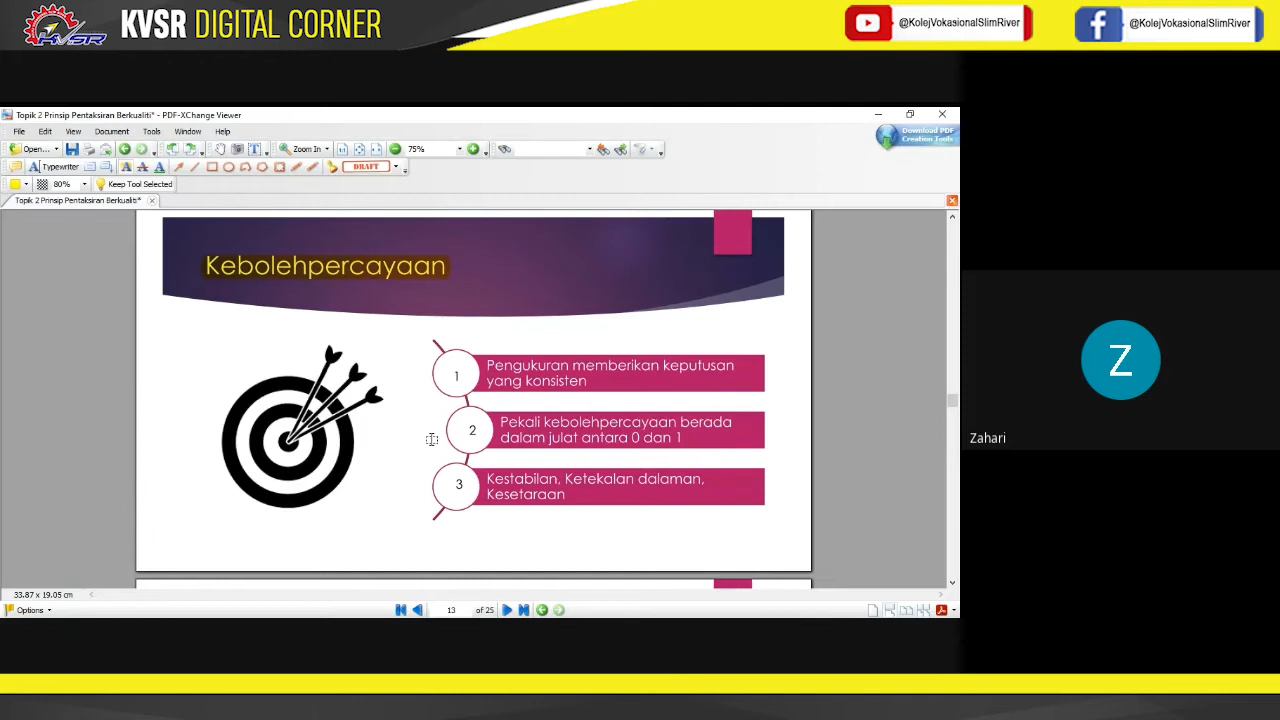 KVSR
KVSR DIGITAL CORNER
@KolejVokasionalSlimRiver
@KolejVokasionalSlimRiver
Topik 2 Prinsip Pentaksiran Berkualiti* - PDF-XChange Viewer
File Edit View Document Tools Window Help
Download PDF
Creation Tools
Open...
Zoom In
75%
Typewriter
DRAFT
80%
Keep Tool Selected
Topik 2 Prinsip Pentaksiran Berkualiti*
Kebolehpercayaan
1
Pengukuran memberikan keputusan
yang konsisten
2
Pekali kebolehpercayaan berada
dalam julat antara 0 dan 1
3
Kestabilan, Ketekalan dalaman,
Kesetaraan
Z
Zahari
33.87 x 19.05 cm
Options
13 of 25